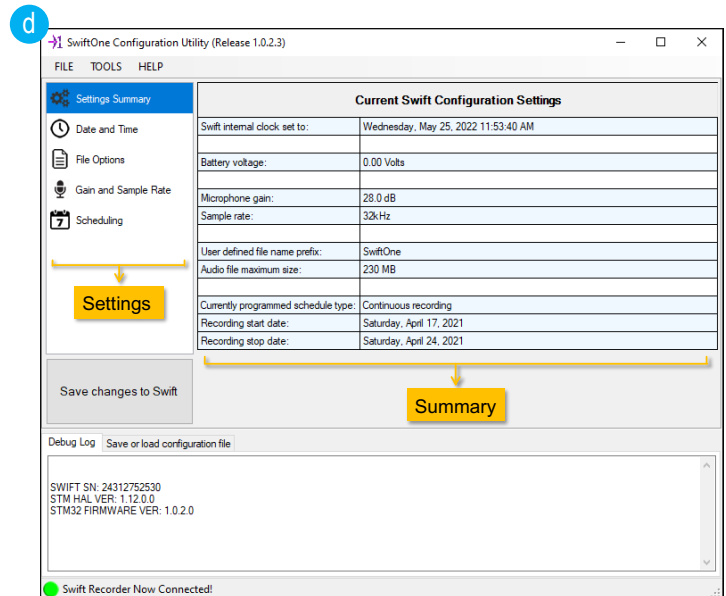 d
SwiftOne Configuration Utility (Release 1.0.2.3)
FILE TOOLS HELP
Settings Summary
Date and Time
File Options
Gain and Sample Rate
7 Scheduling
Settings
Save changes to Swift
Current Swift Configuration Settings
Swift internal clock set to: Wednesday, May 25, 2022 11:53:40 AM
Battery voltage: 0.00 Volts
Microphone gain: 28.0 dB
Sample rate: 32kHz
User defined file name prefix: SwiftOne
Audio file maximum size: 230 MB
Currently programmed schedule type: Continuous recording
Recording start date: Saturday, April 17, 2021
Recording stop date: Saturday, April 24, 2021
Summary
Debug Log Save or load configuration file
SWIFT SN: 24312752530
STM HAL VER: 1.12.0.0
STM32 FIRMWARE VER: 1.0.2.0
Swift Recorder Now Connected!